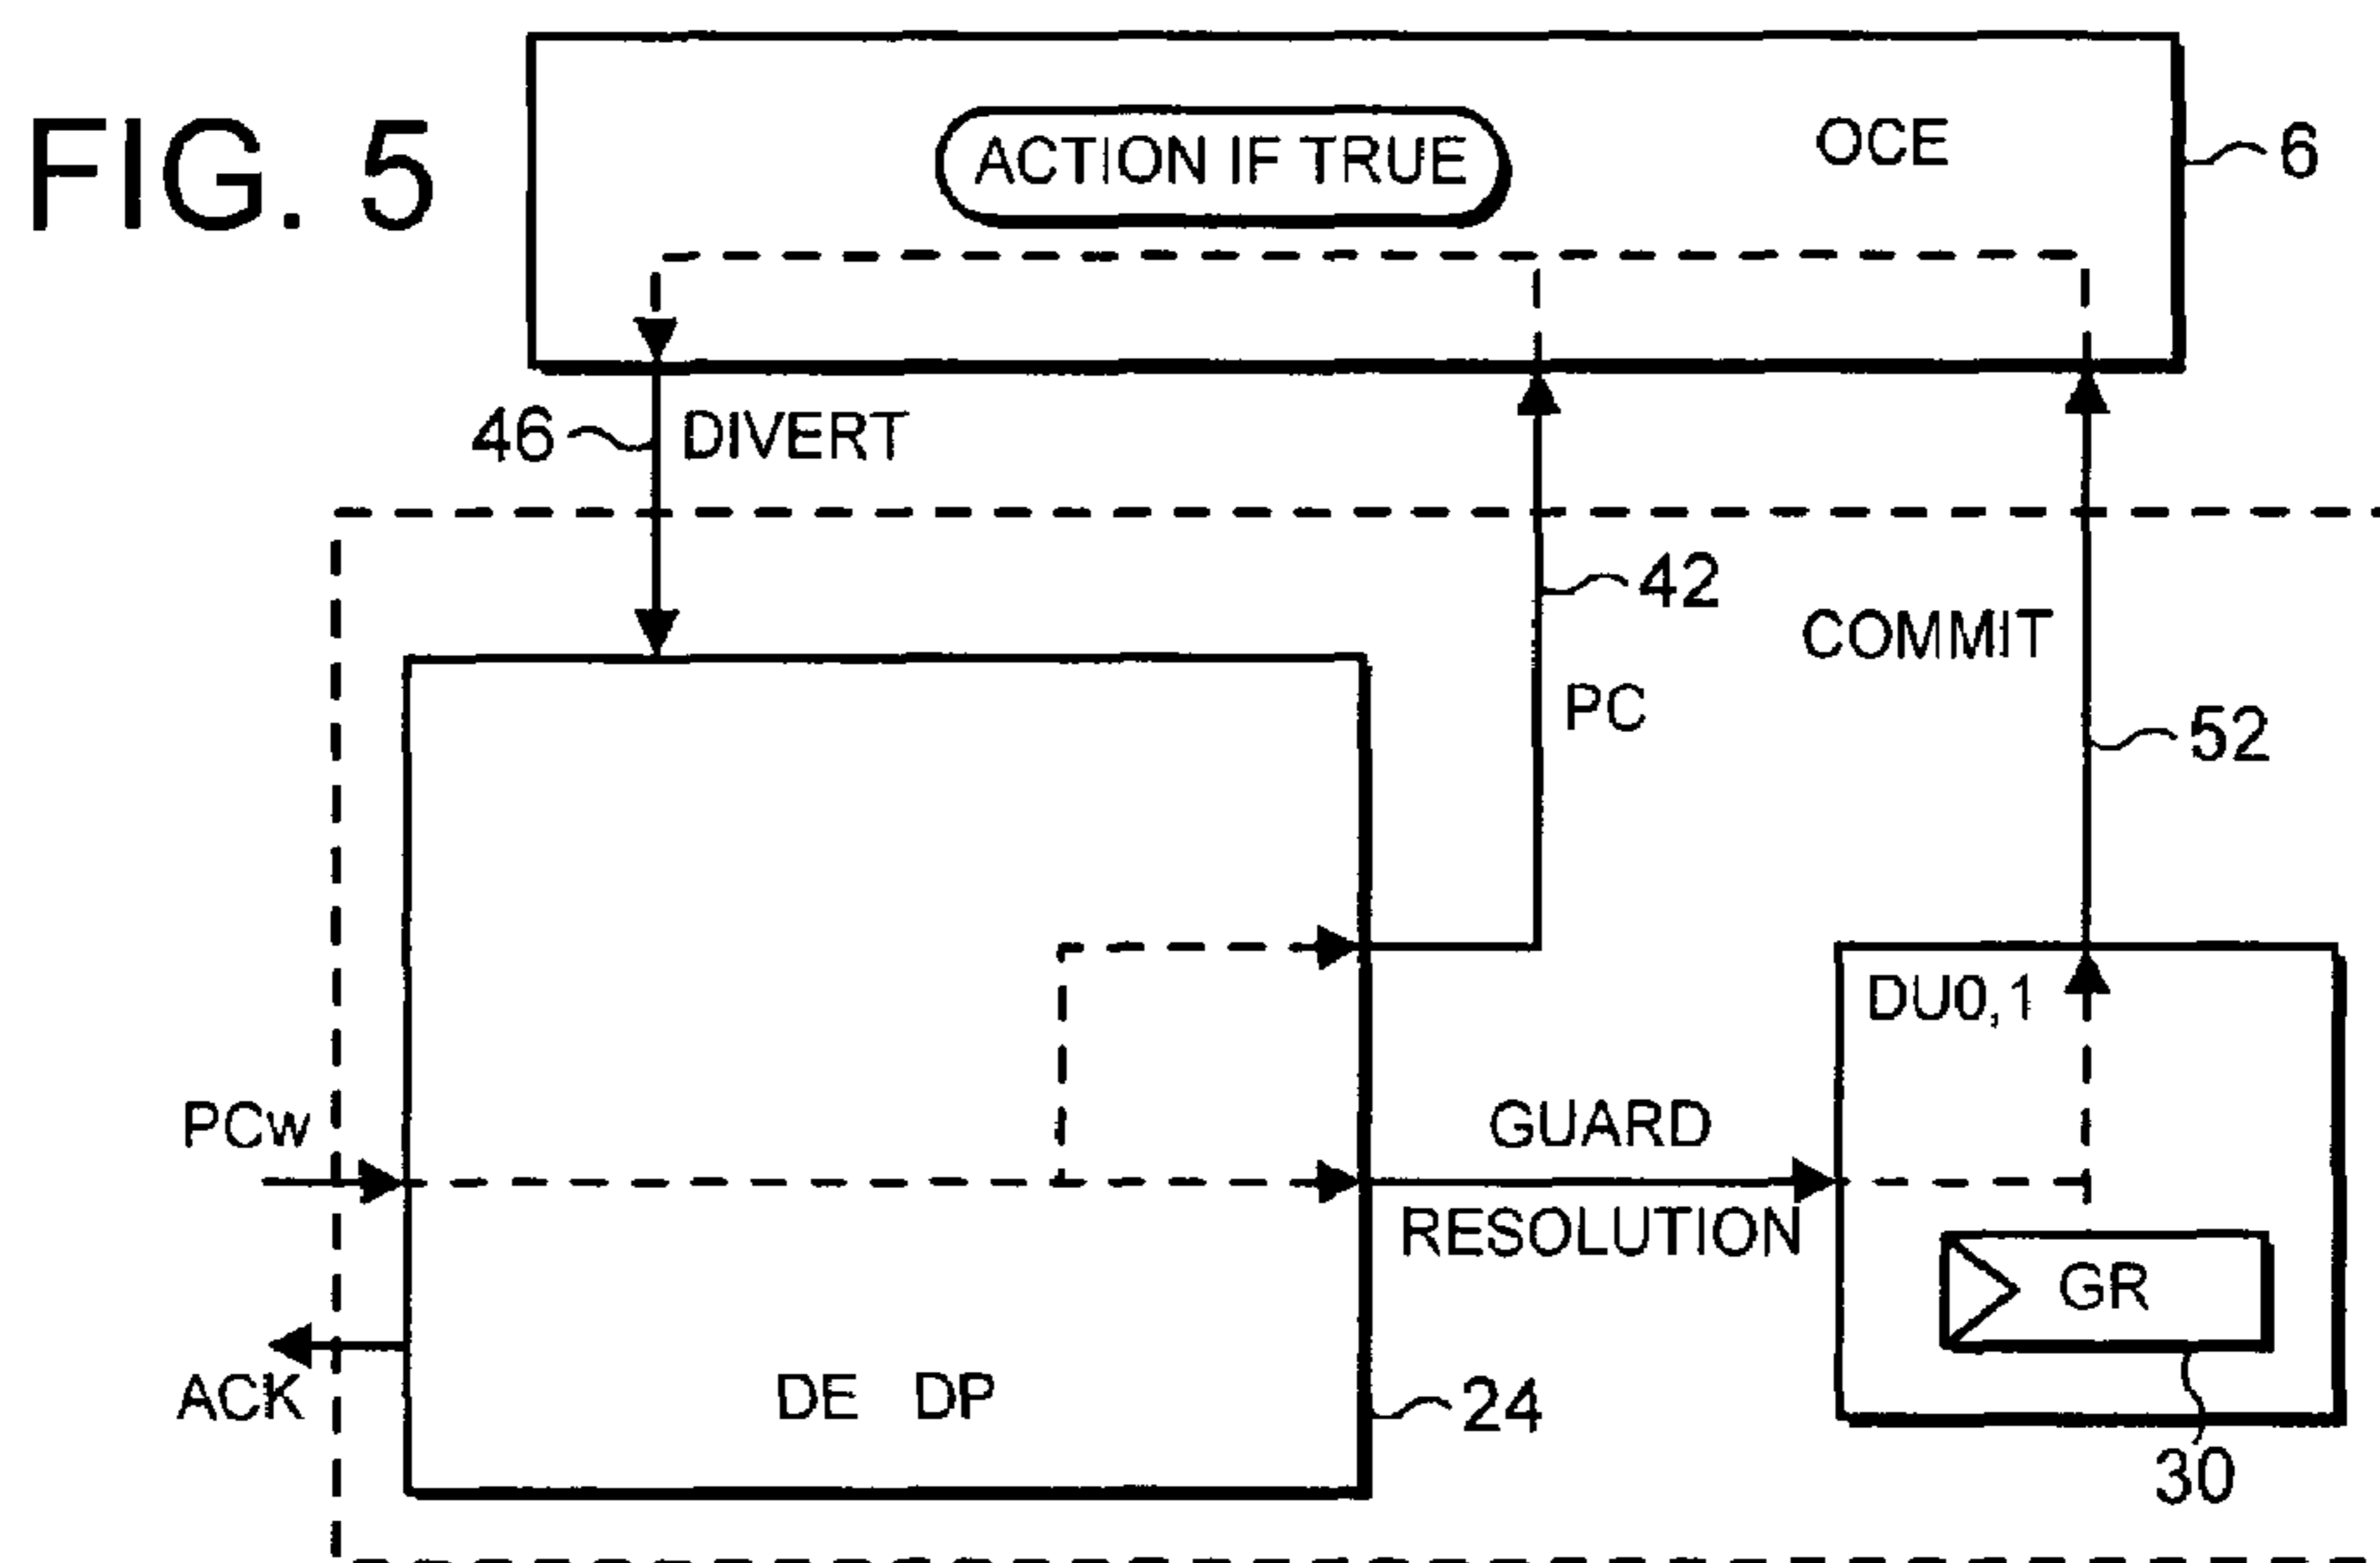 FIG. 5
ACTION IF TRUE
OCE
6
46
DIVERT
42
COMMIT
PC
52
DU0,1
PCw
GUARD
RESOLUTION
GR
ACK
DE DP
24
30